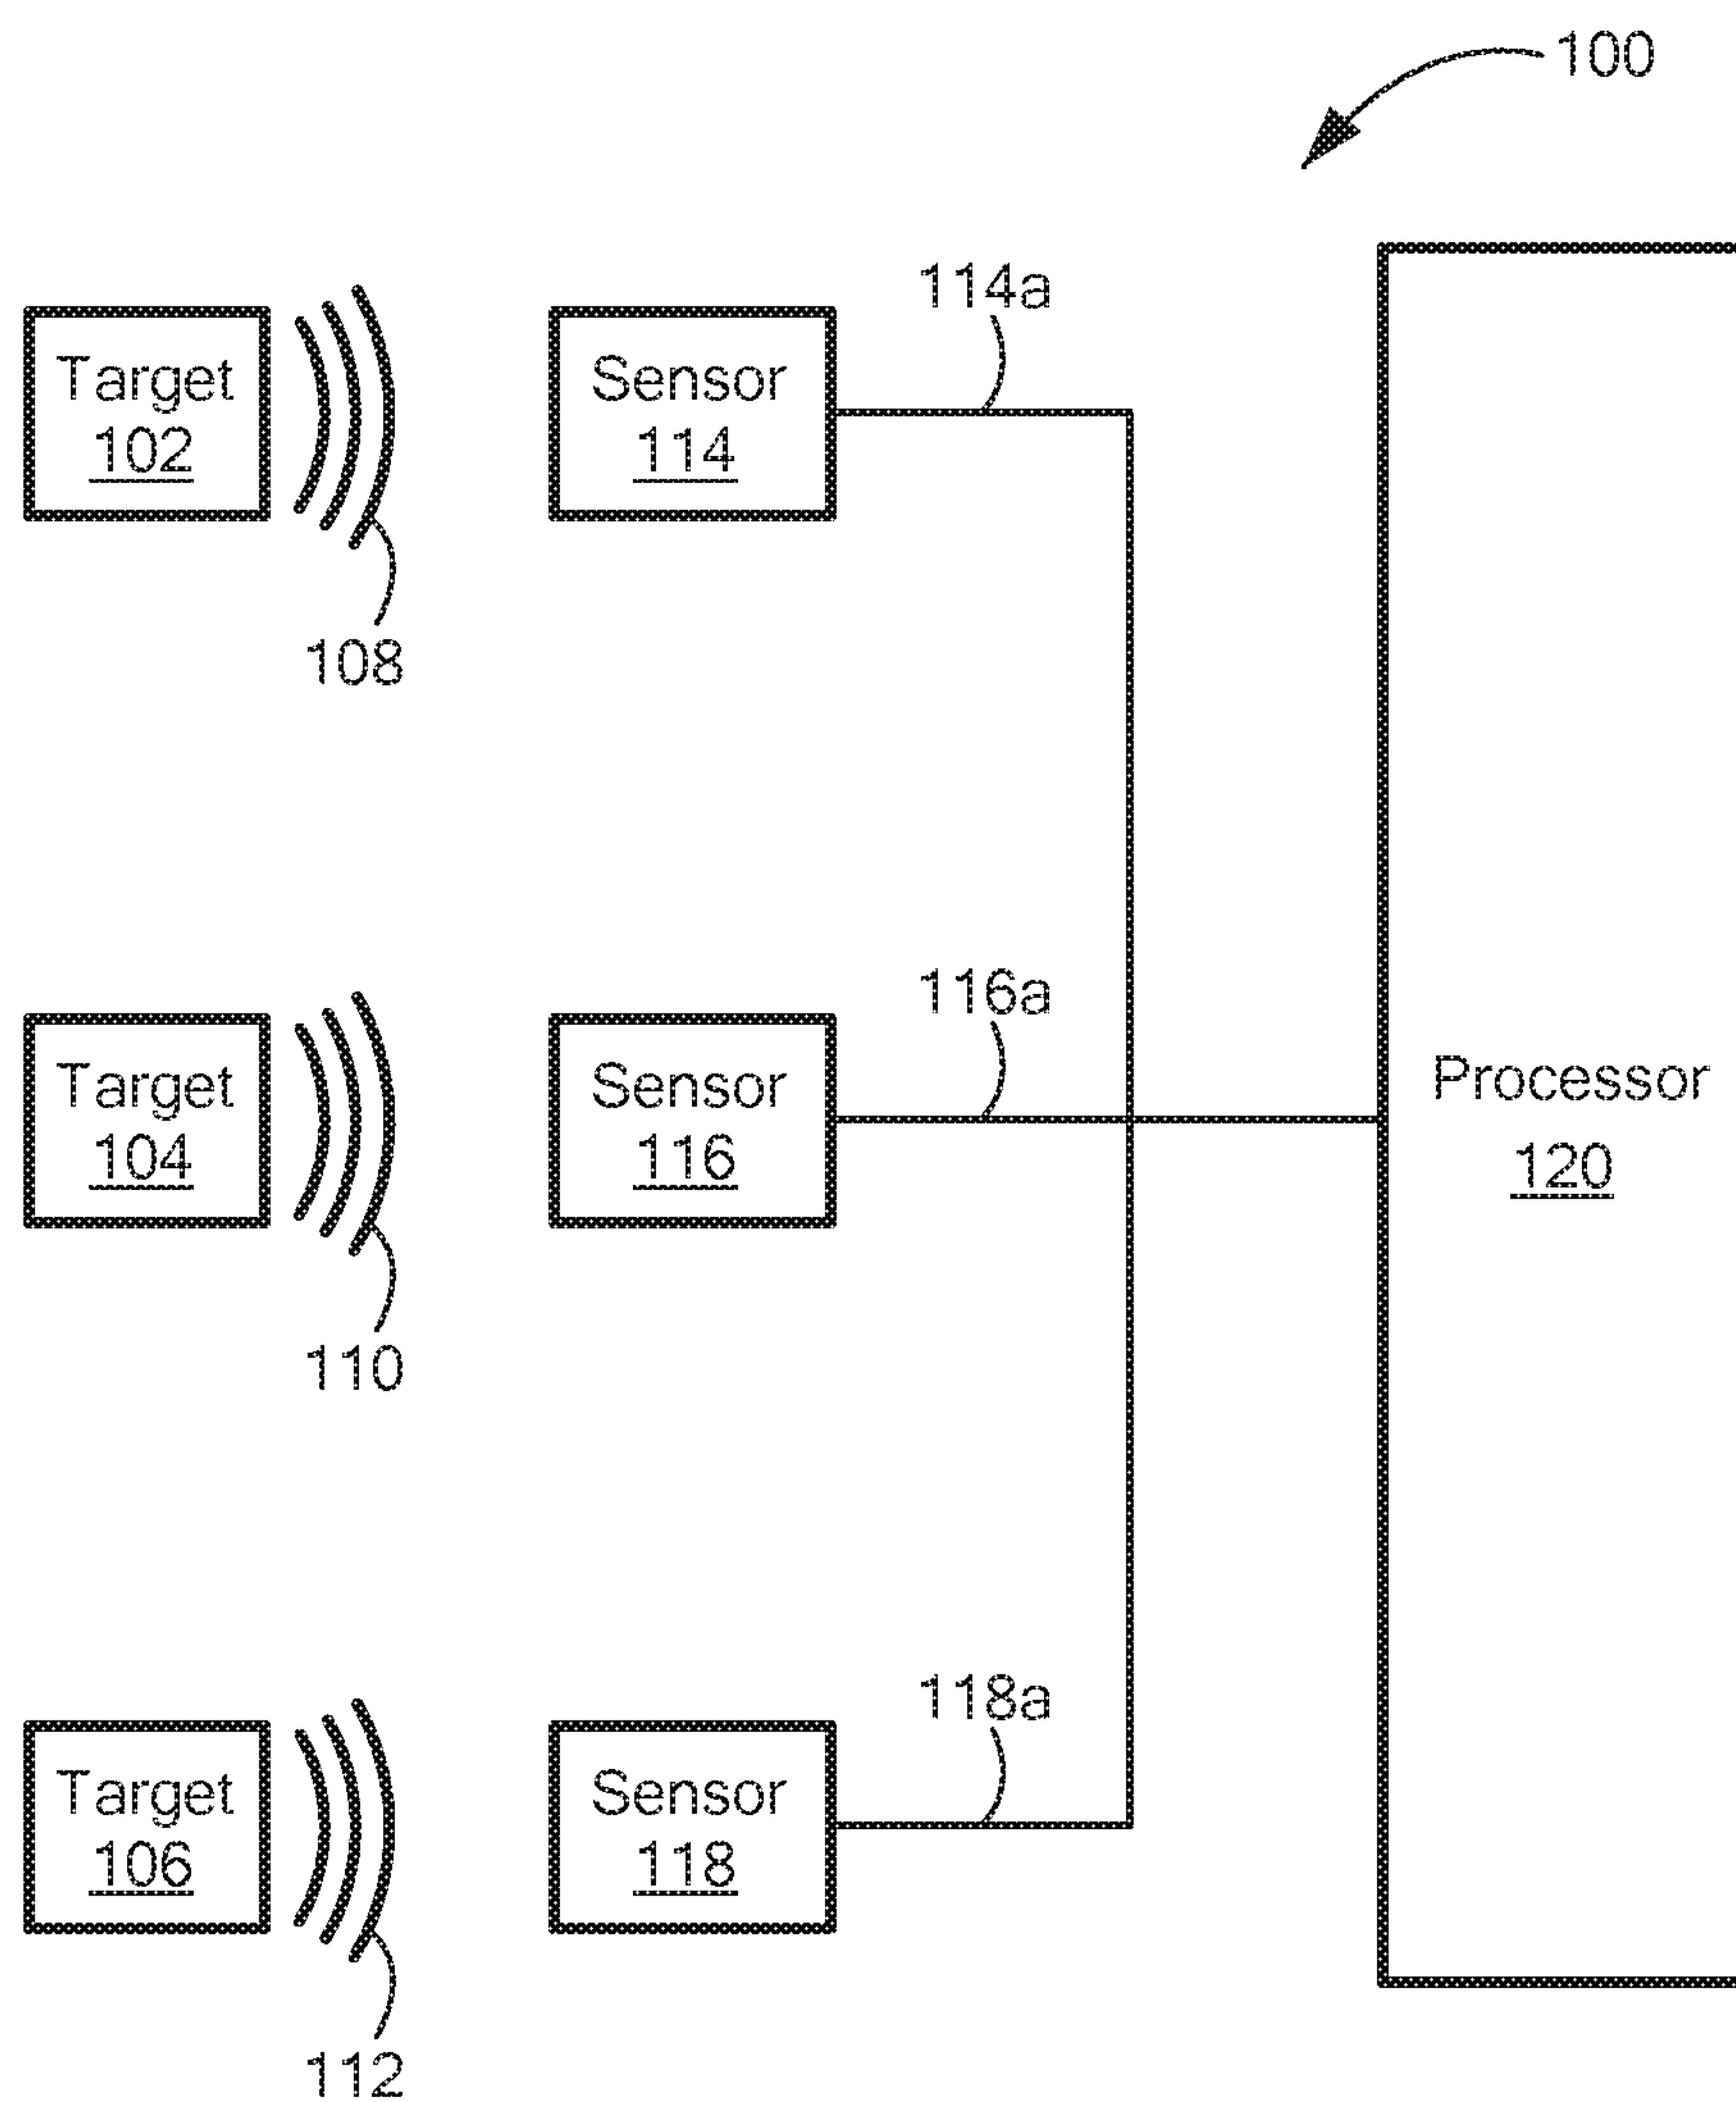 100
114a
Target
102
Sensor
114
108
116a
Target
104
Sensor
116
Processor
120
110
118a
Target
106
Sensor
118
112